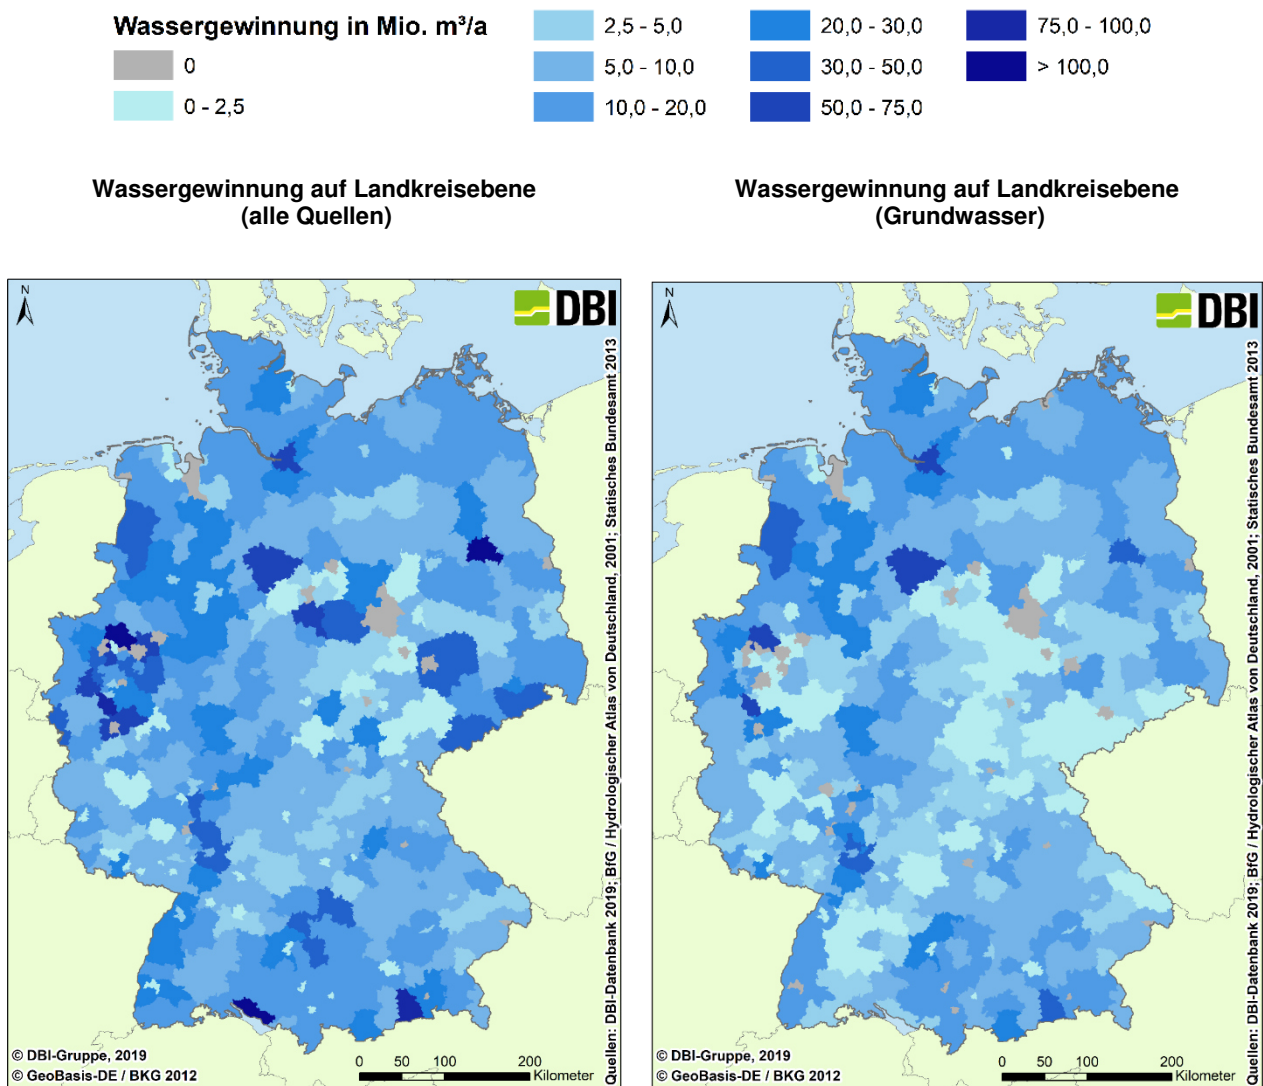 Wassergewinnung in Mio. m³/a
0
0 - 2,5
2,5 - 5,0
5,0 - 10,0
10,0 - 20,0
20,0 - 30,0
30,0 - 50,0
50,0 - 75,0
75,0 - 100,0
> 100,0
Wassergewinnung auf Landkreisebene
(alle Quellen)
N
DBI
Quellen: DBI-Datenbank 2019; BfG / Hydrologischer Atlas von Deutschland, 2001; Statisches Bundesamt 2013
© DBI-Gruppe, 2019
© GeoBasis-DE / BKG 2012
0 50 100 200
Kilometer
Wassergewinnung auf Landkreisebene
(Grundwasser)
N
DBI
Quellen: DBI-Datenbank 2019; BfG / Hydrologischer Atlas von Deutschland, 2001; Statisches Bundesamt 2013
© DBI-Gruppe, 2019
© GeoBasis-DE / BKG 2012
0 50 100 200
Kilometer